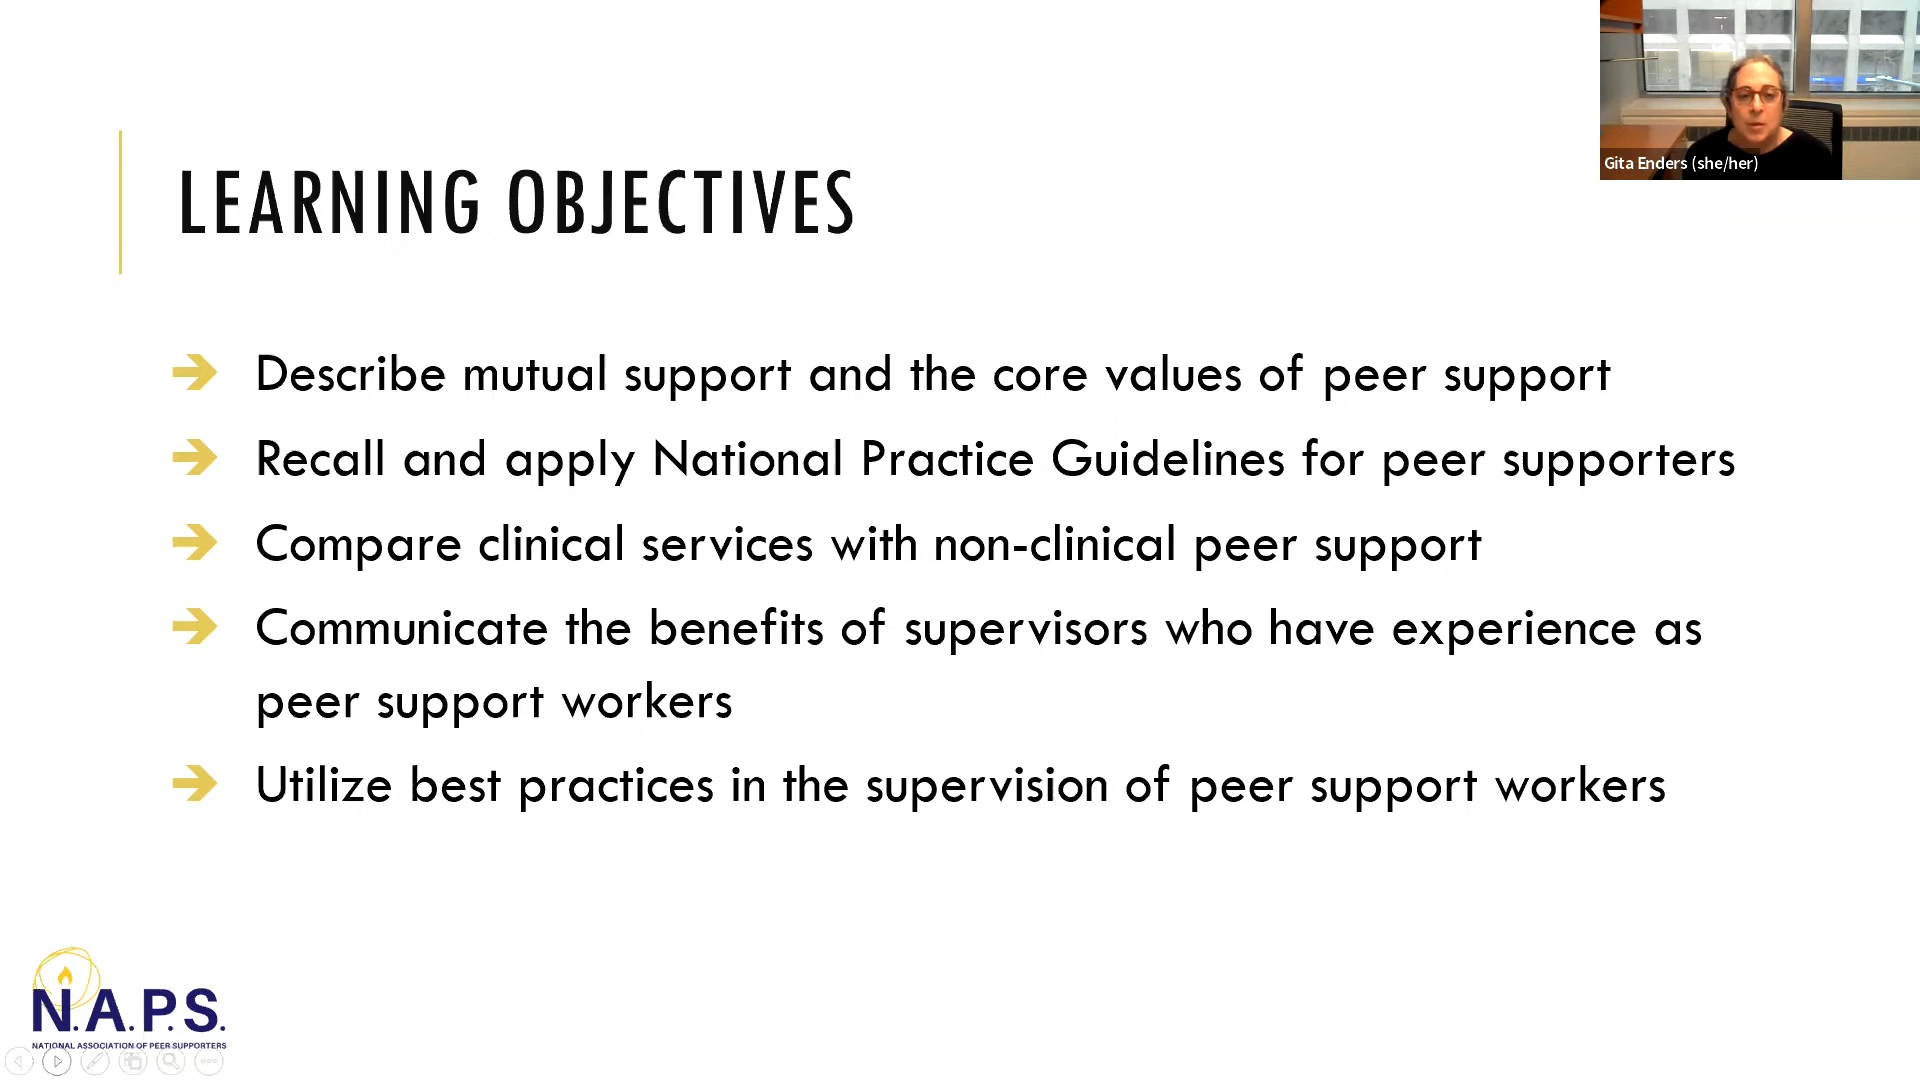 Gita Enders (she/her)
LEARNING OBJECTIVES
Describe mutual support and the core values of peer support
Recall and apply National Practice Guidelines for peer supporters
Compare clinical services with non-clinical peer support
Communicate the benefits of supervisors who have experience as
peer support workers
Utilize best practices in the supervision of peer support workers
N.A.P.S.
NATIONAL ASSOCIATION OF PEER SUPPORTERS